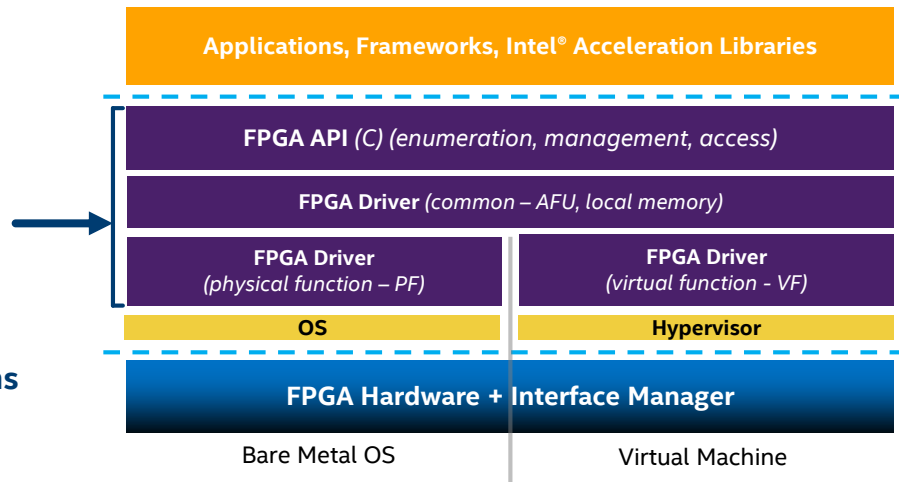 Applications, Frameworks, Intel® Acceleration Libraries
FPGA API (C) (enumeration, management, access)
FPGA Driver (common – AFU, local memory)
FPGA Driver
(physical function – PF)
FPGA Driver
(virtual function - VF)
OS
Hypervisor
FPGA Hardware + Interface Manager
Bare Metal OS
Virtual Machine